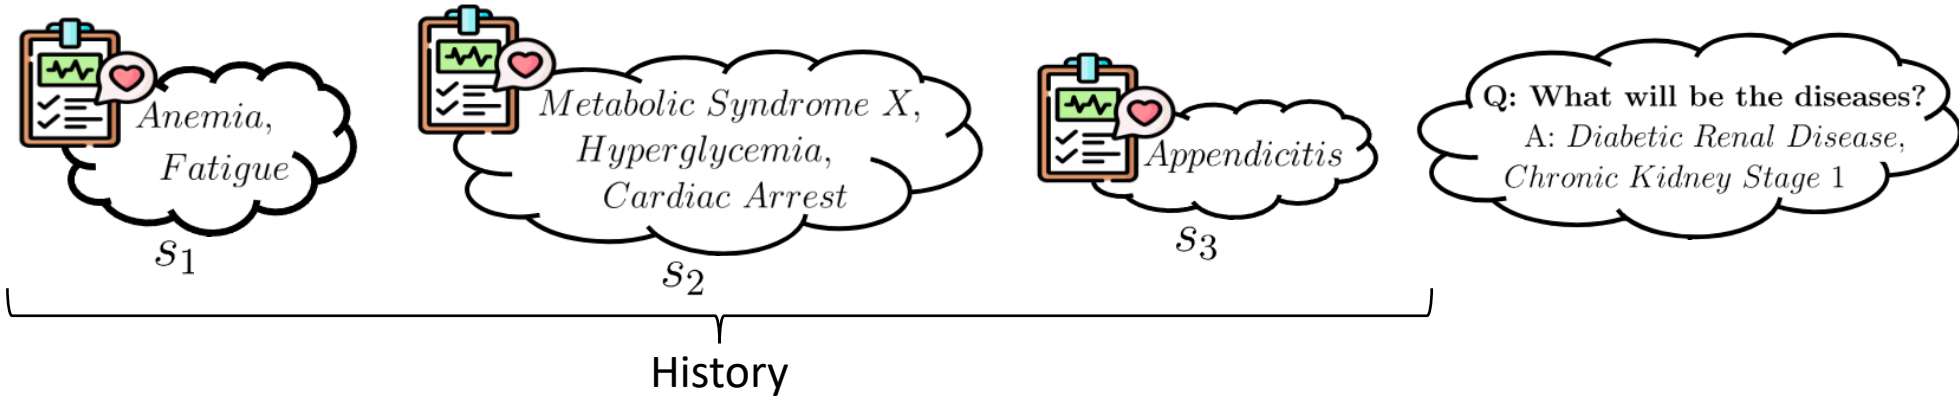 Anemia,
Fatigue
s1
Metabolic Syndrome X,
Hyperglycemia,
Cardiac Arrest
s2
Appendicitis
s3
Q: What will be the diseases?
A: Diabetic Renal Disease,
Chronic Kidney Stage 1
History